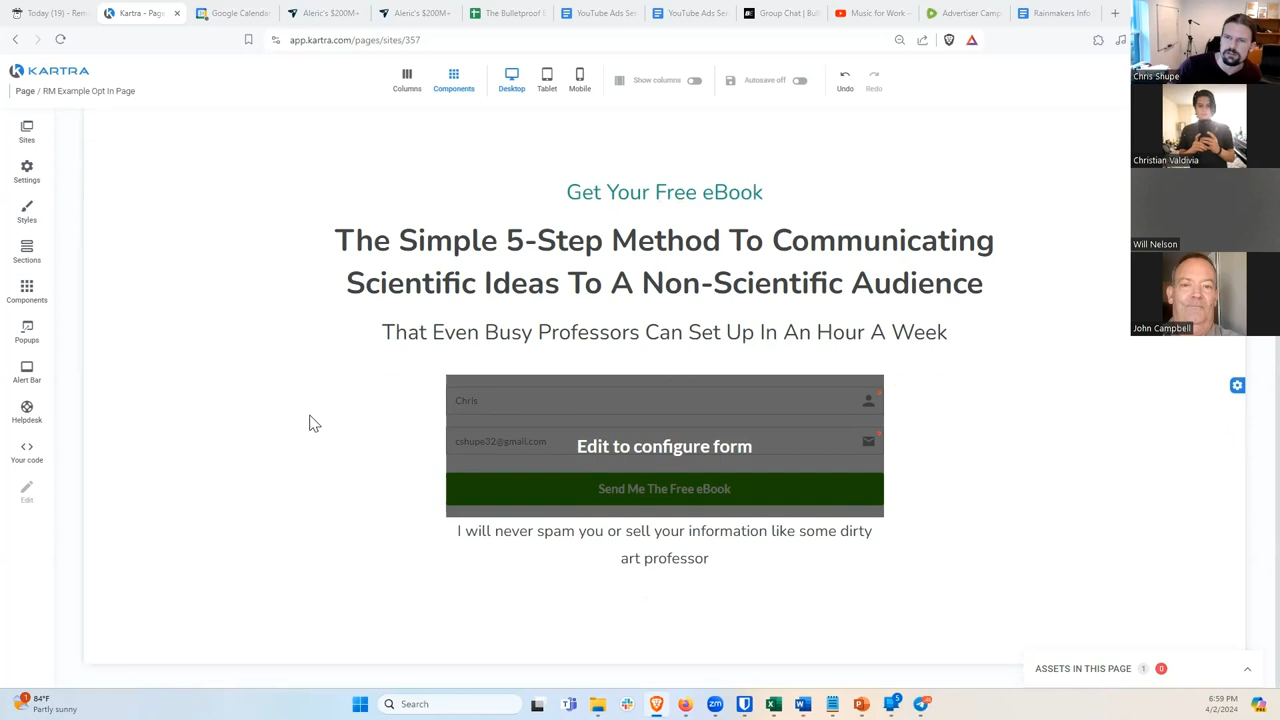 Today (19) - Rem
Kartra - Page
Google Calendar
Aleric's $200M+
Aleric's $200M+
The Bulletproof E
YouTube Ads Ser
YouTube Ads Ser
Group Chat | Bull
Music for Work
Advertiser Camp
Rainmakers Info
app.kartra.com/pages/sites/357
KARTRA
Page / RM Example Opt In Page
Columns
Components
Desktop
Tablet
Mobile
Show columns
Autosave off
Undo
Redo
Sites
Settings
Styles
Sections
Components
Popups
Alert Bar
Helpdesk
Your code
Edit
Get Your Free eBook
The Simple 5-Step Method To Communicating
Scientific Ideas To A Non-Scientific Audience
That Even Busy Professors Can Set Up In An Hour A Week
Chris
cshupe32@gmail.com
Edit to configure form
Send Me The Free eBook
I will never spam you or sell your information like some dirty
art professor
Chris Shupe
Christian Valdivia
Will Nelson
John Campbell
ASSETS IN THIS PAGE 1 0
1
84°F
Partly sunny
Search
5
6:59 PM
4/2/2024